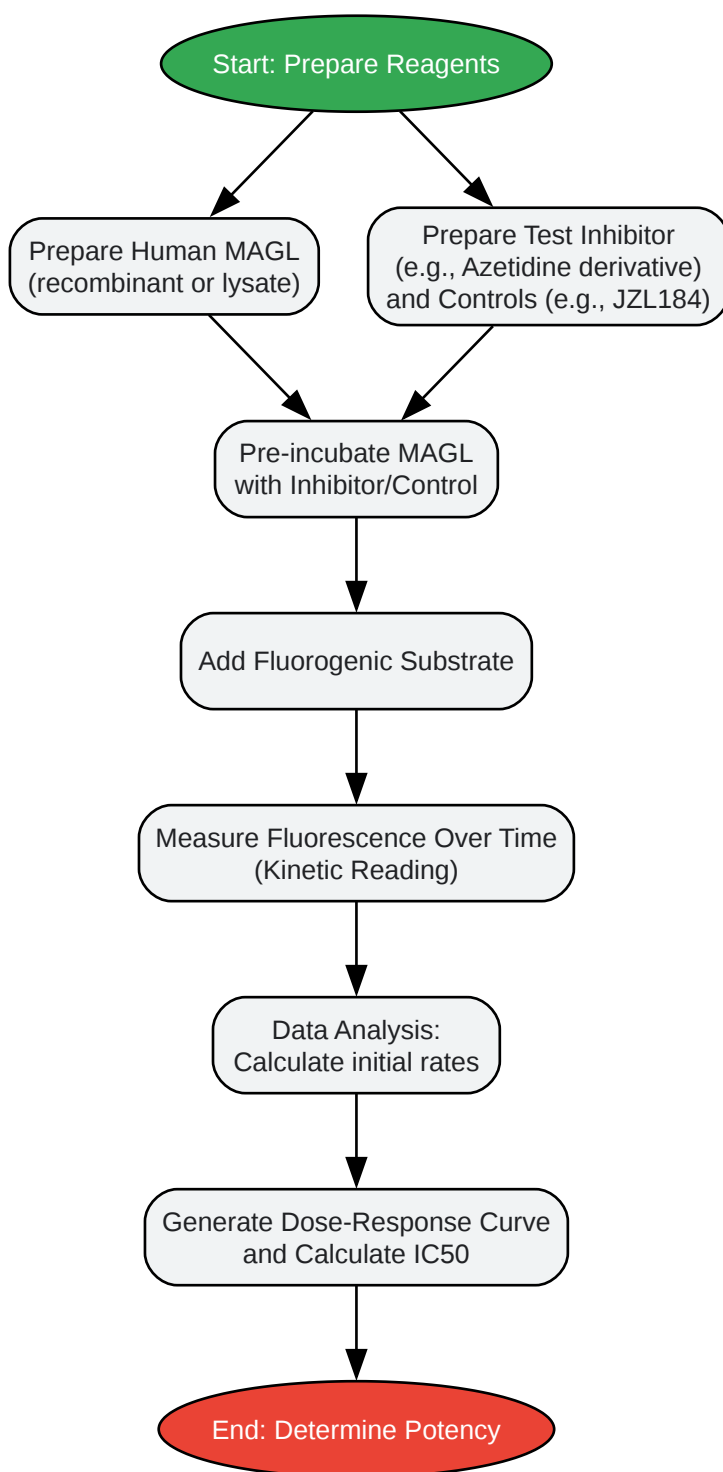 Start: Prepare Reagents
Prepare Human MAGL
(recombinant or lysate)
Prepare Test Inhibitor
(e.g., Azetidine derivative)
and Controls (e.g., JZL184)
Pre-incubate MAGL
with Inhibitor/Control
Add Fluorogenic Substrate
Measure Fluorescence Over Time
(Kinetic Reading)
Data Analysis:
Calculate initial rates
Generate Dose-Response Curve
and Calculate IC50
End: Determine Potency